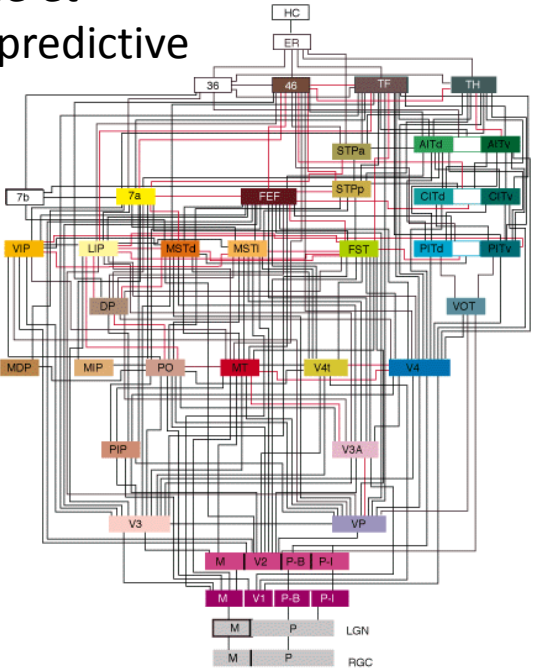 predictive
HC
ER
36 46 TF TH
STPa AITd AITv
7b 7a FEF STPp CITd CITv
VIP LIP MSTd MSTl FST PITd PITv
DP VOT
MDP MIP PO MT V4t V4
PIP V3A
V3 VP
M V2 P-B P-I
M V1 P-B P-I
M P LGN
M P RGC